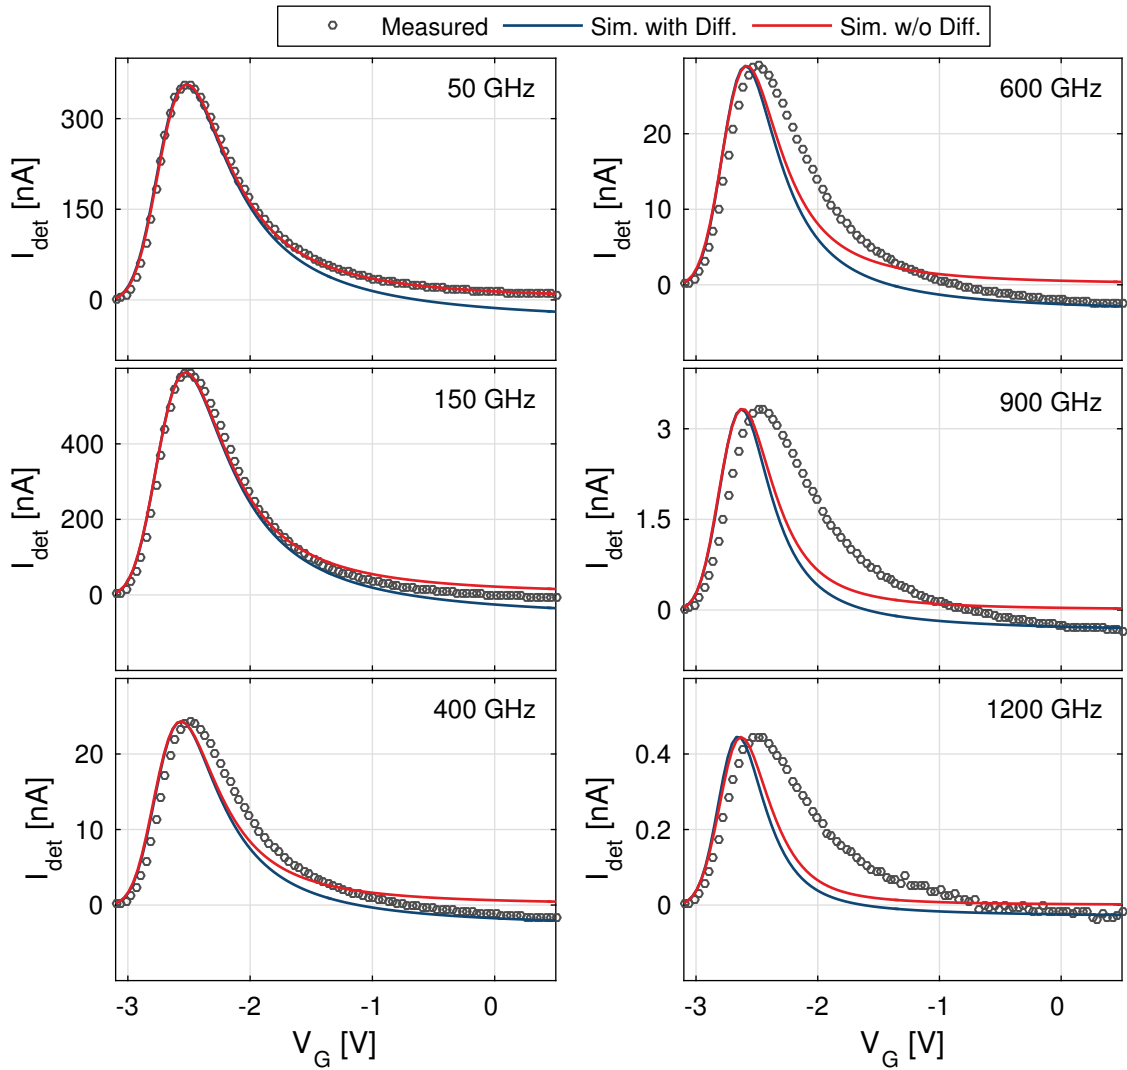 Measured Sim. with Diff. Sim. w/o Diff.
50 GHz
300
150
0
I_det [nA]
600 GHz
20
10
0
I_det [nA]
150 GHz
400
200
0
I_det [nA]
900 GHz
3
1.5
0
I_det [nA]
400 GHz
20
10
0
I_det [nA]
-3 -2 -1 0
V_G [V]
1200 GHz
0.4
0.2
0
I_det [nA]
-3 -2 -1 0
V_G [V]